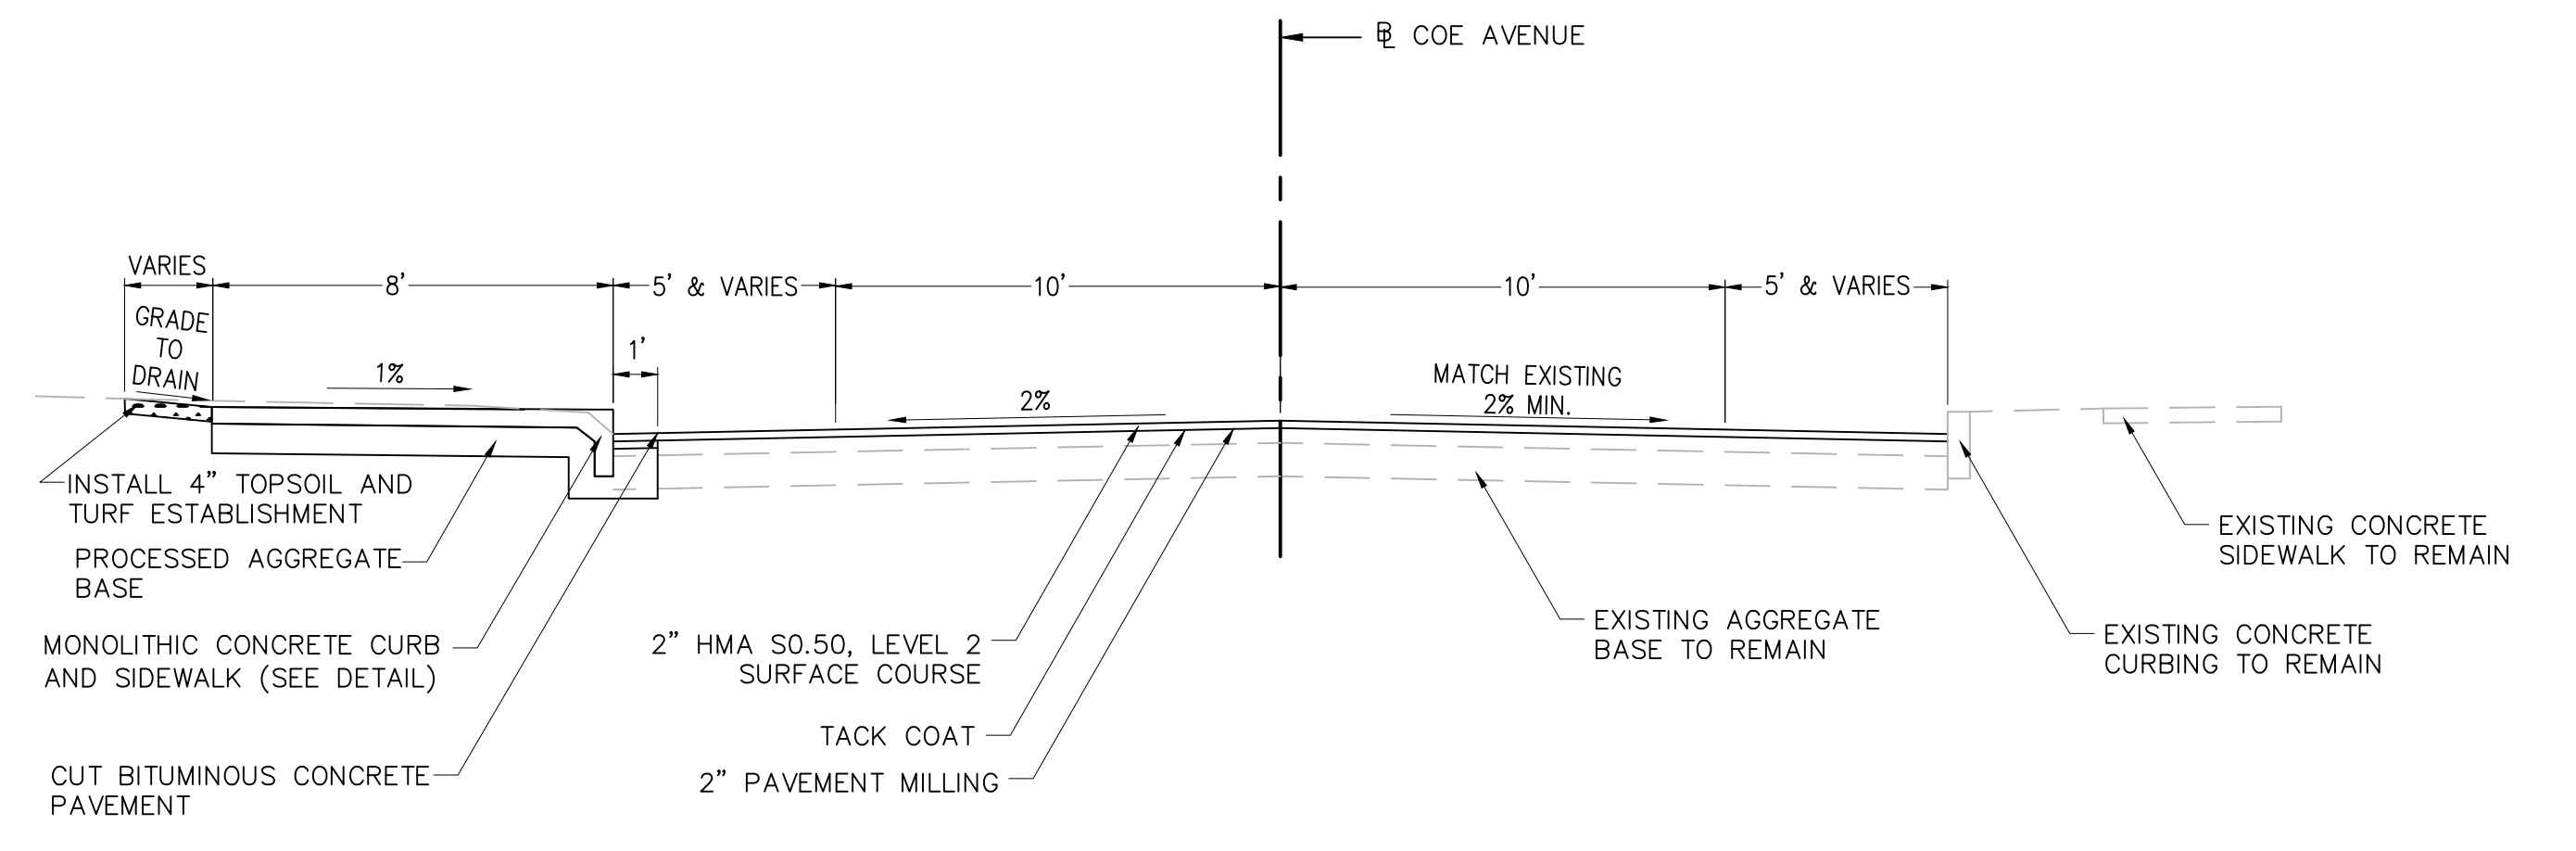 ℄ COE AVENUE
VARIES
8'
5' & VARIES
10'
10'
5' & VARIES
GRADE
TO
DRAIN
1'
1%
2%
MATCH EXISTING
2% MIN.
INSTALL 4" TOPSOIL AND
TURF ESTABLISHMENT
PROCESSED AGGREGATE
BASE
MONOLITHIC CONCRETE CURB
AND SIDEWALK (SEE DETAIL)
CUT BITUMINOUS CONCRETE
PAVEMENT
2" HMA S0.50, LEVEL 2
SURFACE COURSE
TACK COAT
2" PAVEMENT MILLING
EXISTING AGGREGATE
BASE TO REMAIN
EXISTING CONCRETE
CURBING TO REMAIN
EXISTING CONCRETE
SIDEWALK TO REMAIN